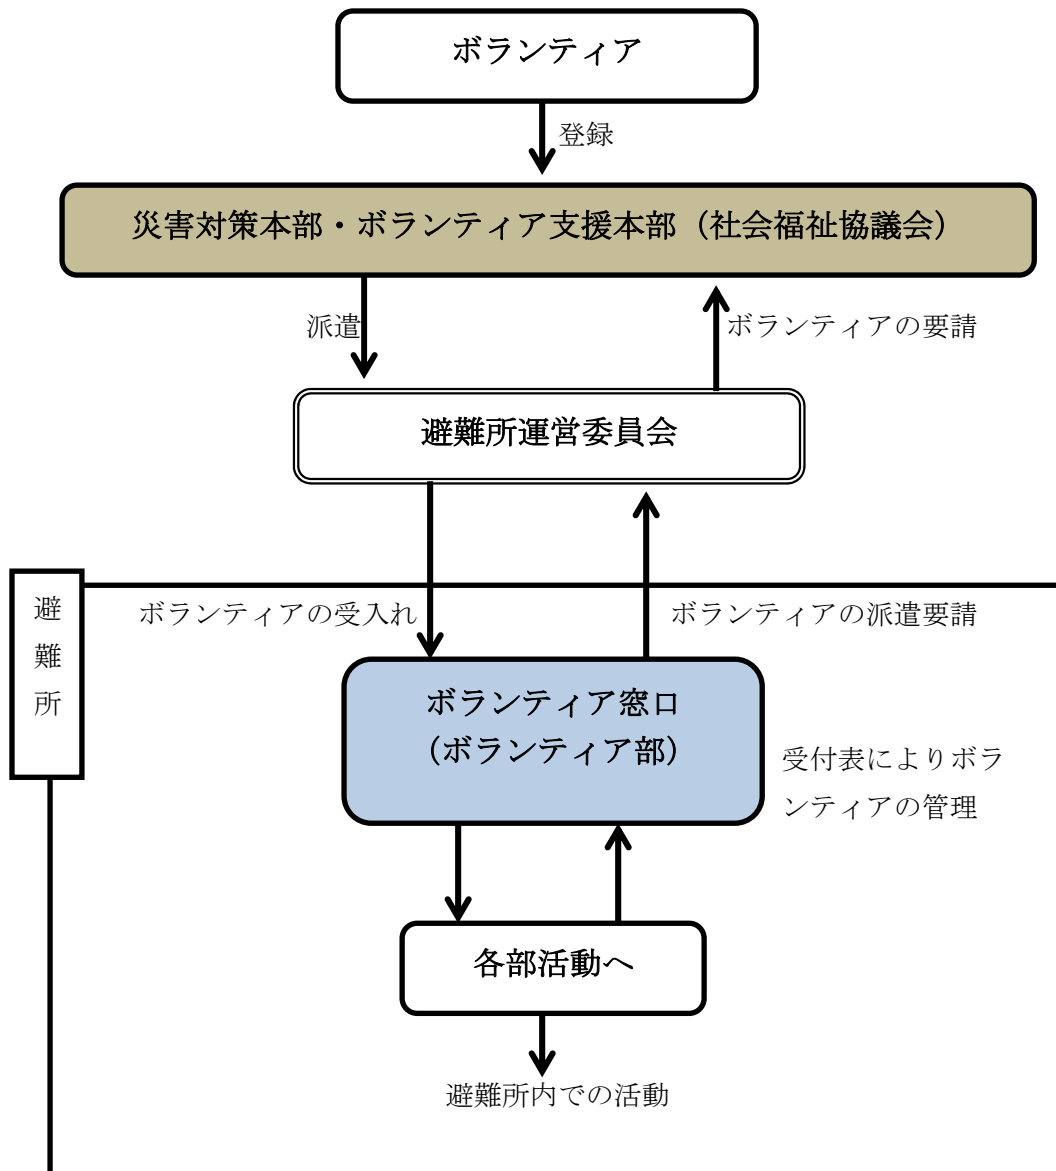 ボランティア
登録
災害対策本部・ボランティア支援本部（社会福祉協議会）
派遣
ボランティアの要請
避難所運営委員会
避難所
ボランティアの受入れ
ボランティアの派遣要請
ボランティア窓口
（ボランティア部）
受付表によりボラ
ンティアの管理
各部活動へ
避難所内での活動